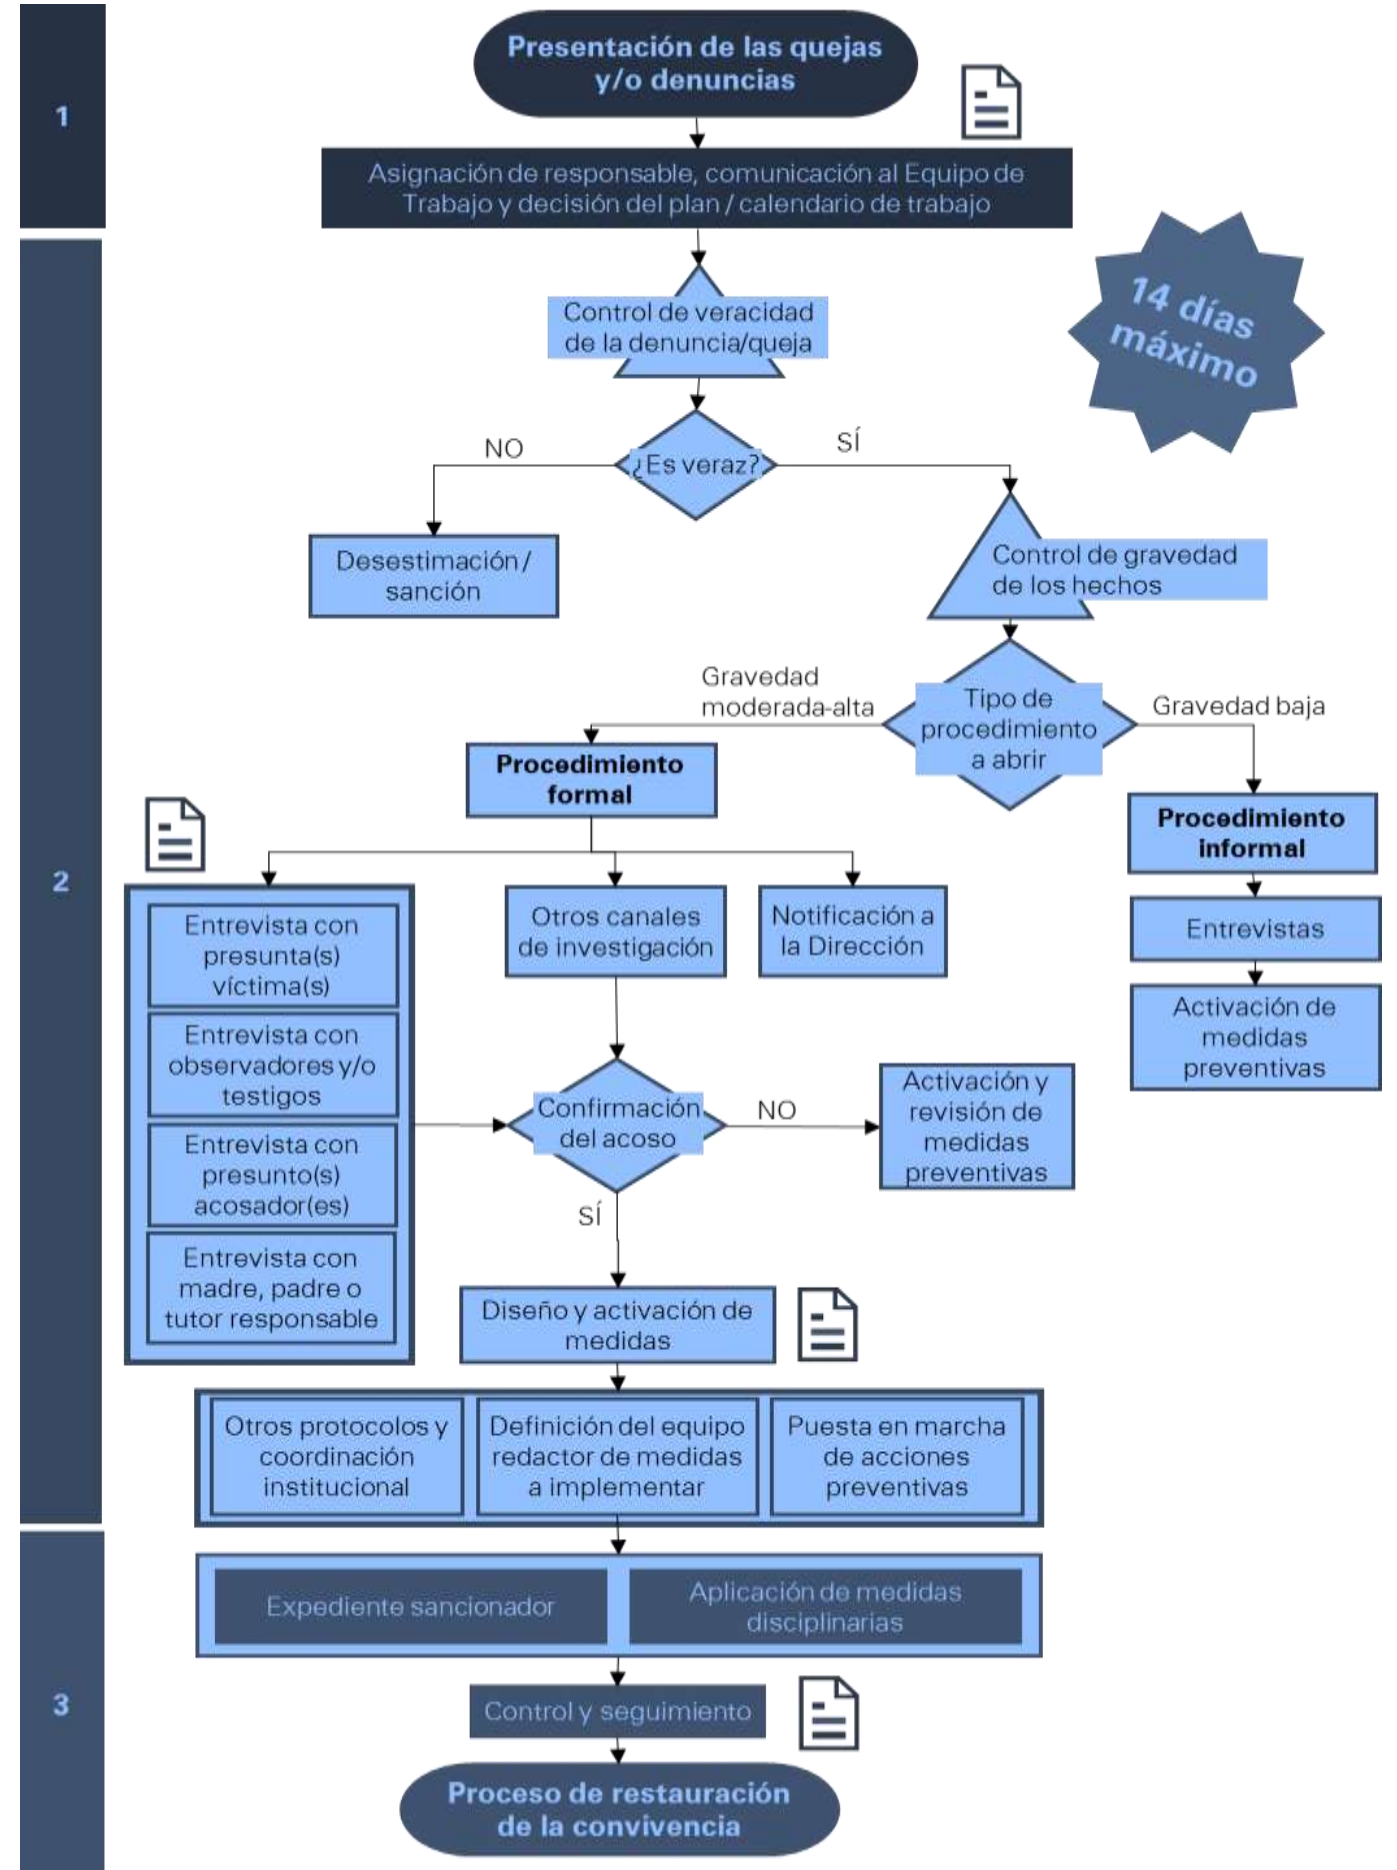 1
Presentación de las quejas
y/o denuncias
Asignación de responsable, comunicación al Equipo de
Trabajo y decisión del plan / calendario de trabajo
14 días
máximo
2
Control de veracidad
de la denuncia/queja
¿Es veraz?
NO
SÍ
Desestimación /
sanción
Control de gravedad
de los hechos
Tipo de
procedimiento
a abrir
Gravedad
moderada-alta
Gravedad baja
Procedimiento
formal
Procedimiento
informal
Entrevistas
Activación de
medidas
preventivas
Entrevista con
presunta(s)
víctima(s)
Entrevista con
observadores y/o
testigos
Entrevista con
presunto(s)
acosador(es)
Entrevista con
madre, padre o
tutor responsable
Otros canales
de investigación
Notificación a
la Dirección
Confirmación
del acoso
NO
Activación y
revisión de
medidas
preventivas
SÍ
Diseño y activación de
medidas
Otros protocolos y
coordinación
institucional
Definición del equipo
redactor de medidas
a implementar
Puesta en marcha
de acciones
preventivas
3
Expediente sancionador
Aplicación de medidas
disciplinarias
Control y seguimiento
Proceso de restauración
de la convivencia